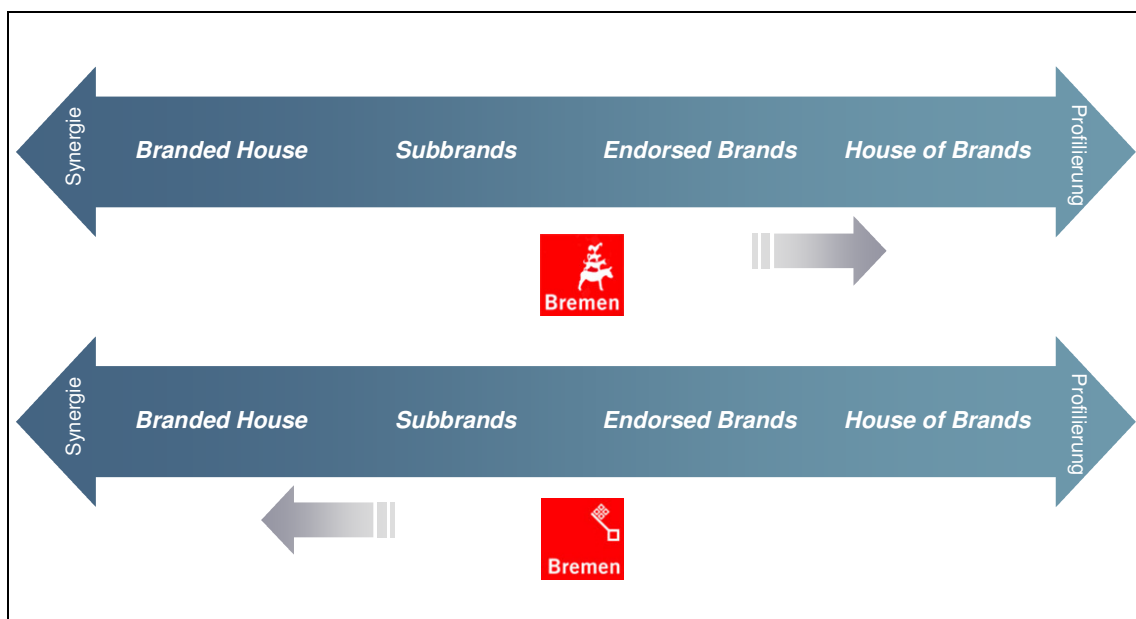 Synergie
Branded House
Subbrands
Endorsed Brands
House of Brands
Profilierung
Bremen
Synergie
Branded House
Subbrands
Endorsed Brands
House of Brands
Profilierung
Bremen